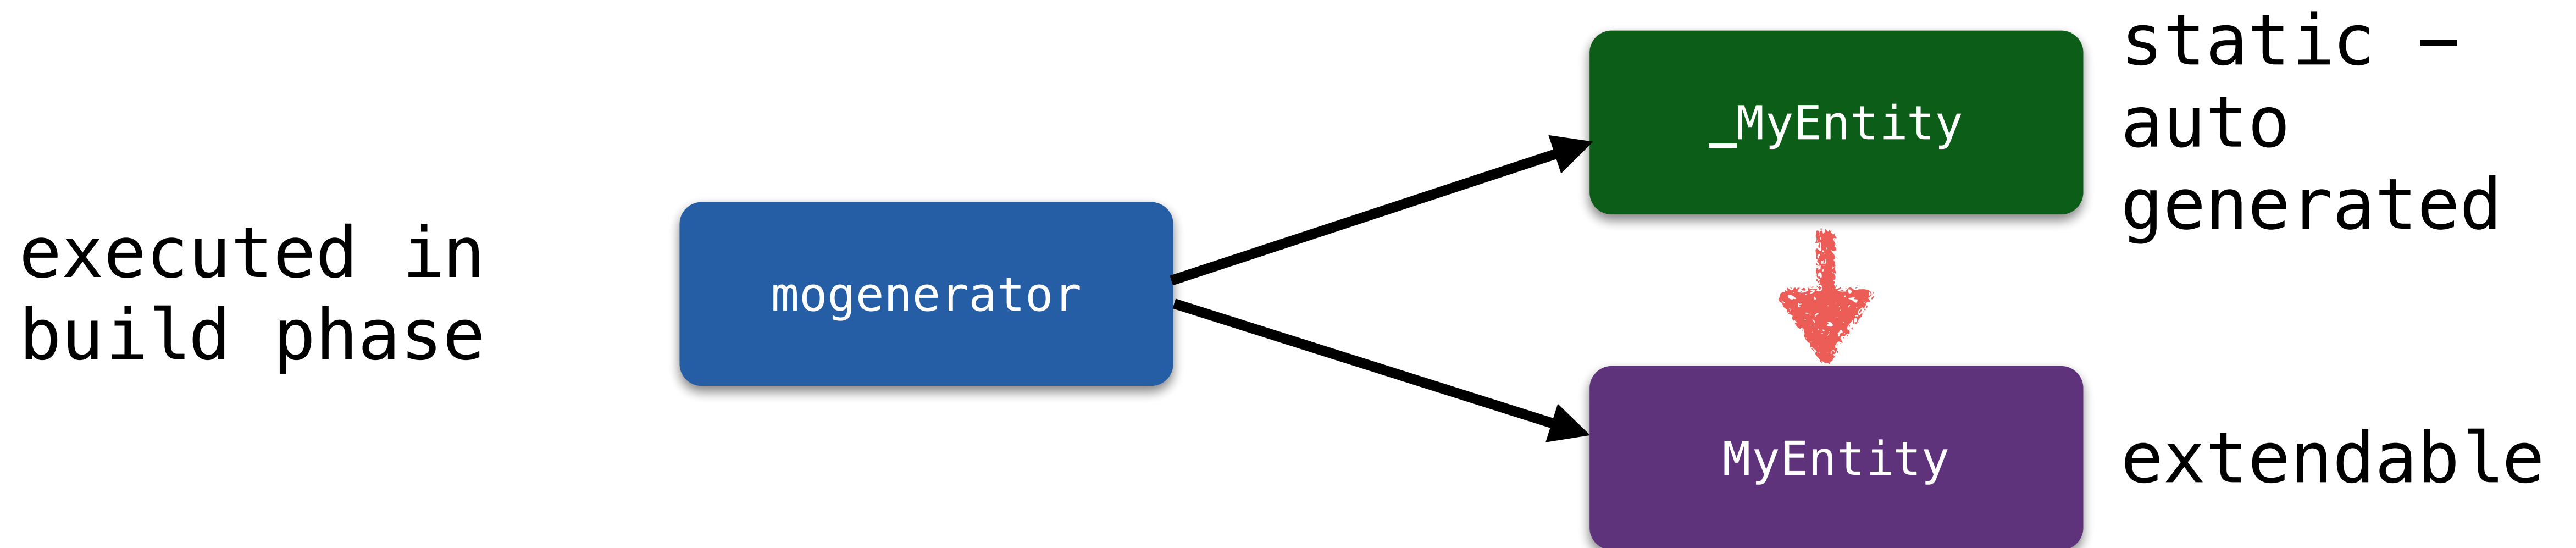 executed in
build phase
mogenerator
_MyEntity
static –
auto
generated
MyEntity
extendable